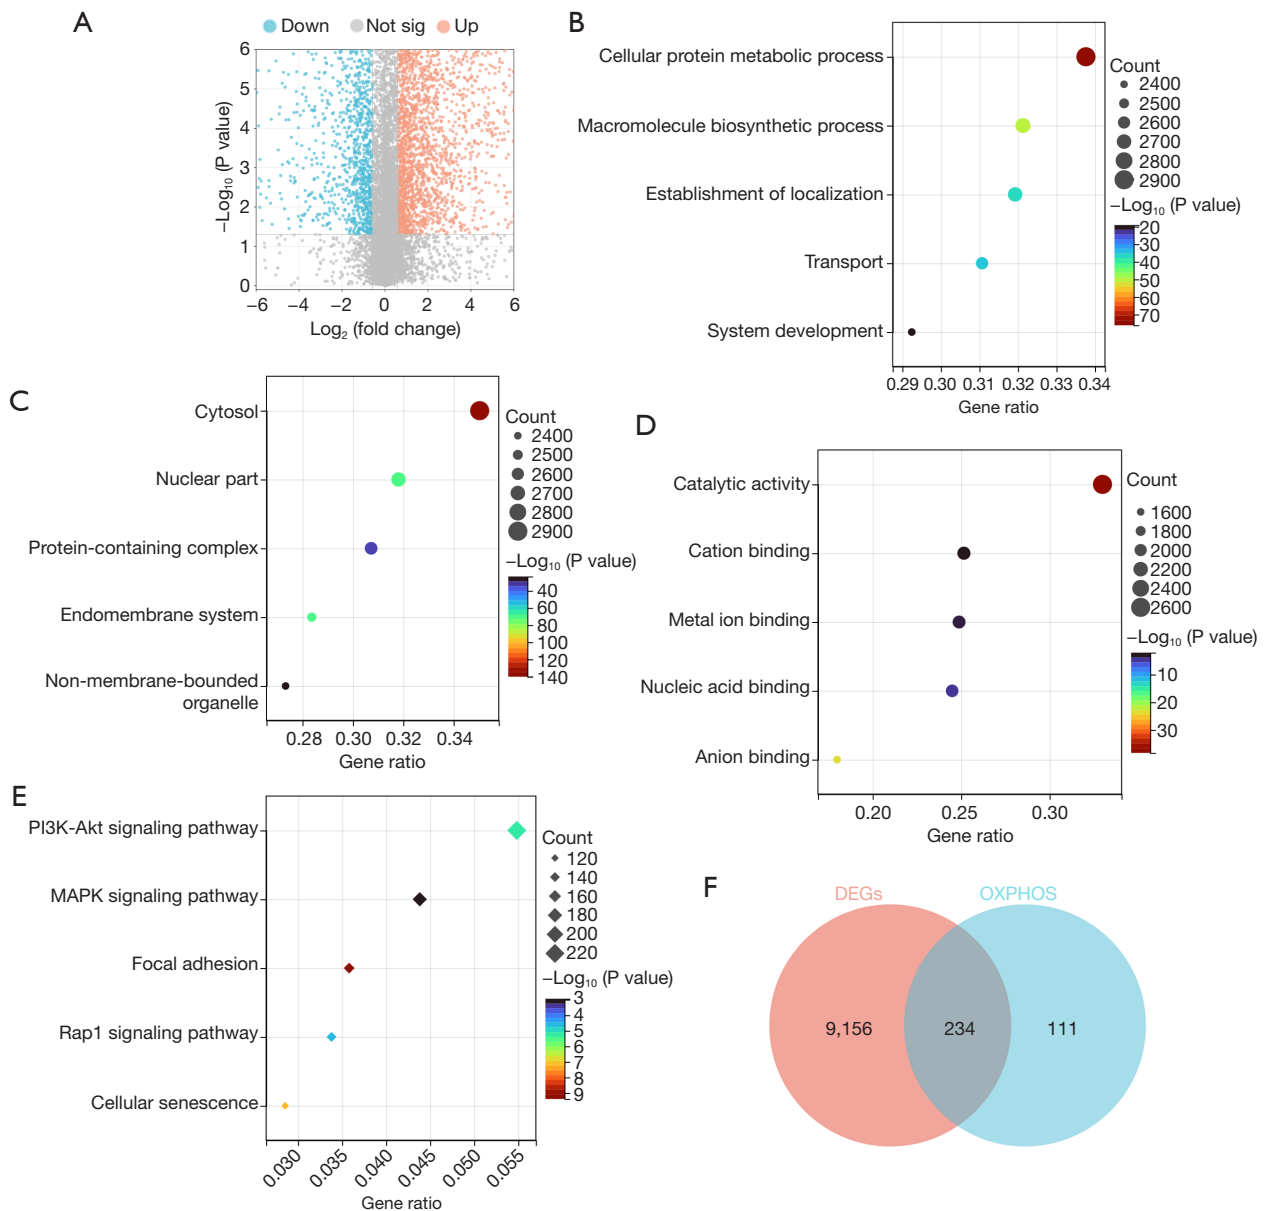 A
Down
Not sig
Up
6
5
4
3
2
1
0
−6
−4
−2
0
2
4
6
−Log10 (P value)
Log2 (fold change)
B
Cellular protein metabolic process
Macromolecule biosynthetic process
Establishment of localization
Transport
System development
0.29 0.30 0.31 0.32 0.33 0.34
Gene ratio
Count
2400
2500
2600
2700
2800
2900
−Log10 (P value)
20
30
40
50
60
70
C
Cytosol
Nuclear part
Protein-containing complex
Endomembrane system
Non-membrane-bounded
organelle
0.28 0.30 0.32 0.34
Gene ratio
Count
2400
2500
2600
2700
2800
2900
−Log10 (P value)
40
60
80
100
120
140
D
Catalytic activity
Cation binding
Metal ion binding
Nucleic acid binding
Anion binding
0.20 0.25 0.30
Gene ratio
Count
1600
1800
2000
2200
2400
2600
−Log10 (P value)
10
20
30
E
PI3K-Akt signaling pathway
MAPK signaling pathway
Focal adhesion
Rap1 signaling pathway
Cellular senescence
0.030 0.035 0.040 0.045 0.050 0.055
Gene ratio
Count
120
140
160
180
200
220
−Log10 (P value)
3
4
5
6
7
8
9
F
DEGs
OXPHOS
9,156
234
111